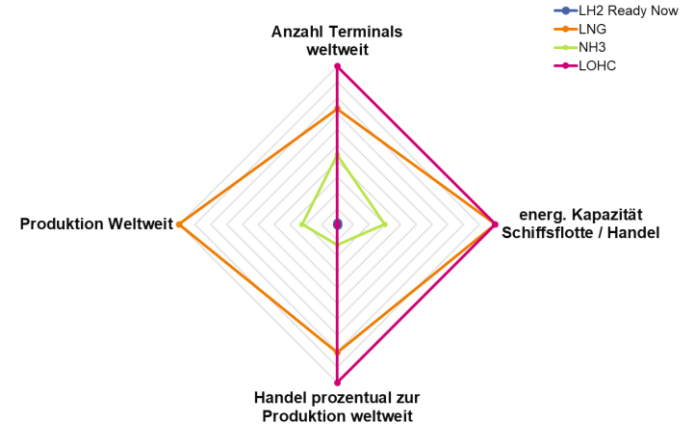 LH2 Ready Now
LNG
NH3
LOHC
Anzahl Terminals
weltweit
Produktion Weltweit
energ. Kapazität
Schiffsflotte / Handel
Handel prozentual zur
Produktion weltweit